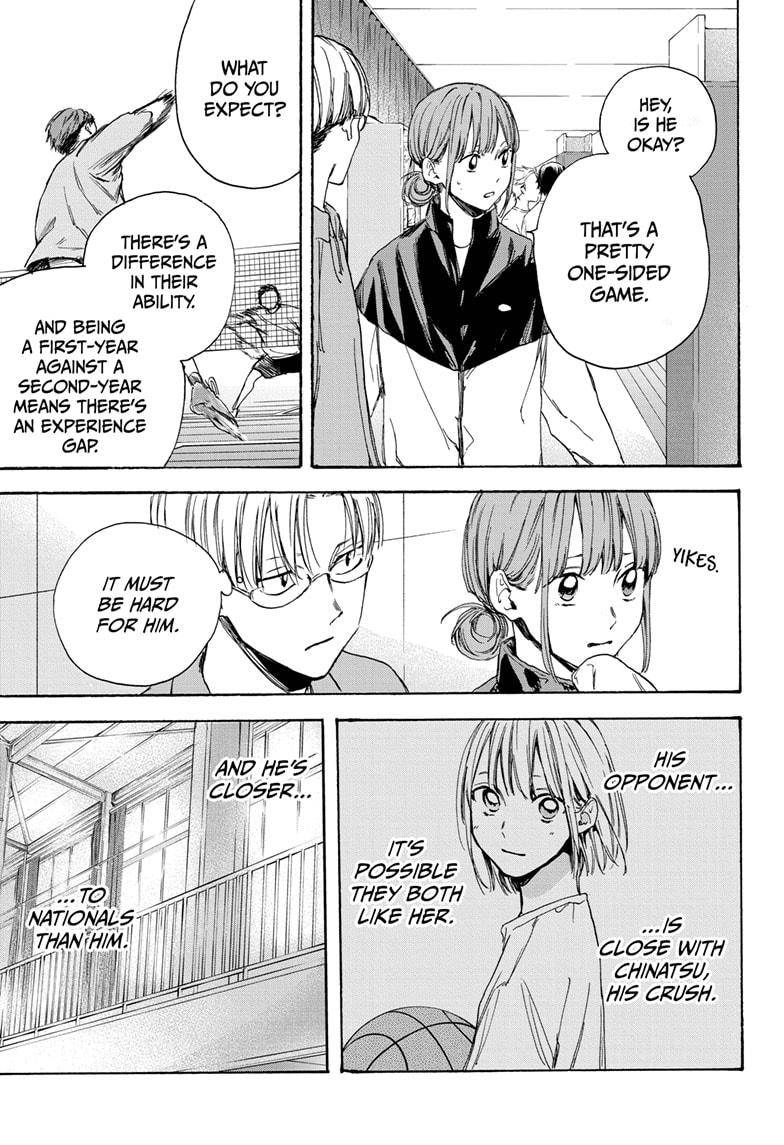 HEY,
IS HE
OKAY?
THAT'S A
PRETTY
ONE-SIDED
GAME.
WHAT
DO YOU
EXPECT?
THERE'S A
DIFFERENCE
IN THEIR
ABILITY.
AND BEING
A FIRST-YEAR
AGAINST A
SECOND-YEAR
MEANS THERE'S
AN EXPERIENCE
GAP.
YIKES.
IT MUST
BE HARD
FOR HIM.
HIS
OPPONENT...
...IS
CLOSE WITH
CHINATSU,
HIS CRUSH.
IT'S
POSSIBLE
THEY BOTH
LIKE HER.
AND HE'S
CLOSER...
...TO
NATIONALS
THAN HIM.